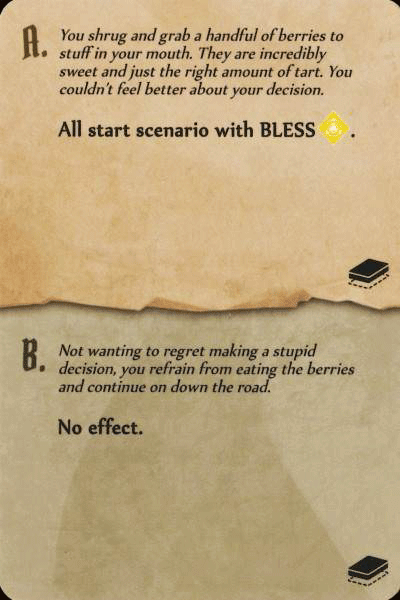 A.
You shrug and grab a handful of berries to
stuff in your mouth. They are incredibly
sweet and just the right amount of tart. You
couldn't feel better about your decision.
All start scenario with BLESS.
B.
Not wanting to regret making a stupid
decision, you refrain from eating the berries
and continue on down the road.
No effect.